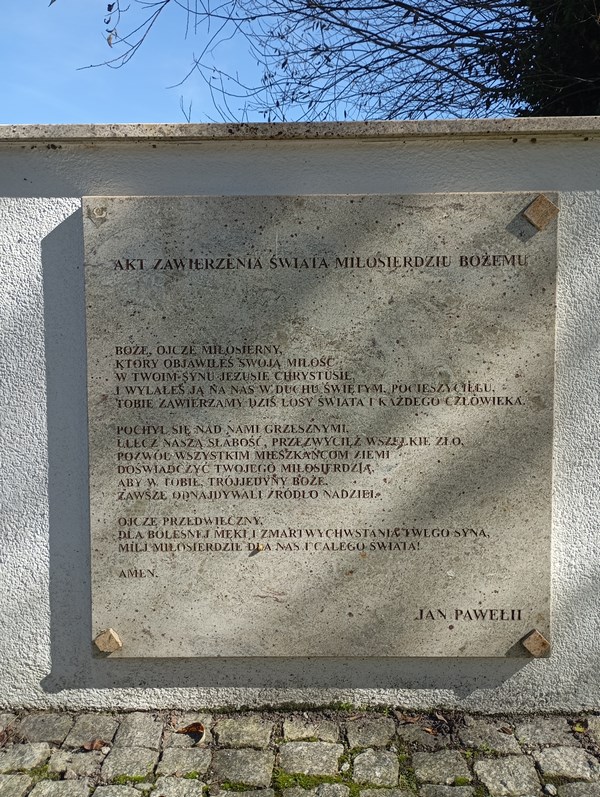 AKT ZAWIERZENIA ŚWIATA MIŁOSIERDZIU BOŻEMU
BOŻE, OJCZE MIŁOSIERNY,
KTÓRY OBJAWIŁEŚ SWOJĄ MIŁOŚĆ
W TWOIM SYNU JEZUSIE CHRYSTUSIE,
I WYLAŁEŚ JĄ NA NAS W DUCHU ŚWIĘTYM, POCIESZYCIELU,
TOBIE ZAWIERZAMY DZIŚ LOSY ŚWIATA I KAŻDEGO CZŁOWIEKA.
POCHYL SIĘ NAD NAMI GRZESZNYMI,
ULECZ NASZĄ SŁABOŚĆ, PRZEZWYCIĘŻ WSZELKIE ZŁO,
POZWÓL WSZYSTKIM MIESZKAŃCOM ZIEMI
DOŚWIADCZYĆ TWOJEGO MIŁOSIERDZIA,
ABY W TOBIE, TRÓJJEDYNY BOŻE,
ZAWSZE ODNAJDYWALI ŹRÓDŁO NADZIEI.
OJCZE PRZEDWIECZNY,
DLA BOLESNEJ MĘKI I ZMARTWYCHWSTANIA TWEGO SYNA,
MIEJ MIŁOSIERDZIE DLA NAS I CAŁEGO ŚWIATA!
AMEN.
JAN PAWEŁ II